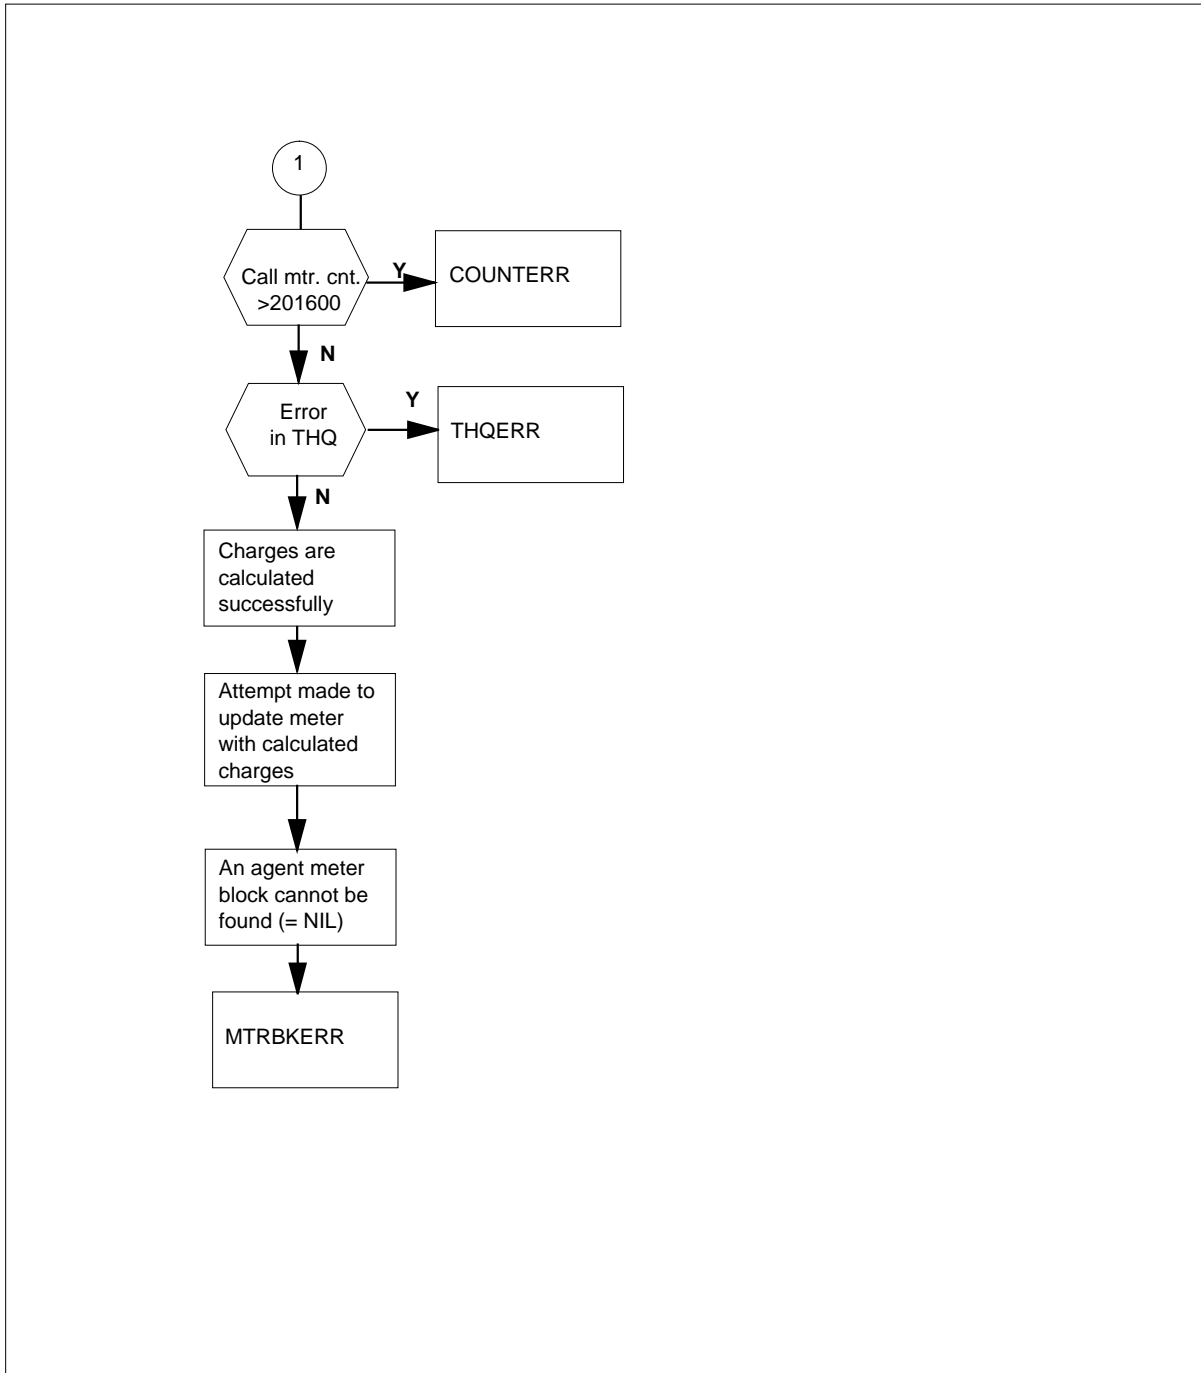 1
Call mtr. cnt.
>201600
Y
COUNTERR
N
Error
in THQ
Y
THQERR
N
Charges are
calculated
successfully
Attempt made to
update meter
with calculated
charges
An agent meter
block cannot be
found (= NIL)
MTRBKERR